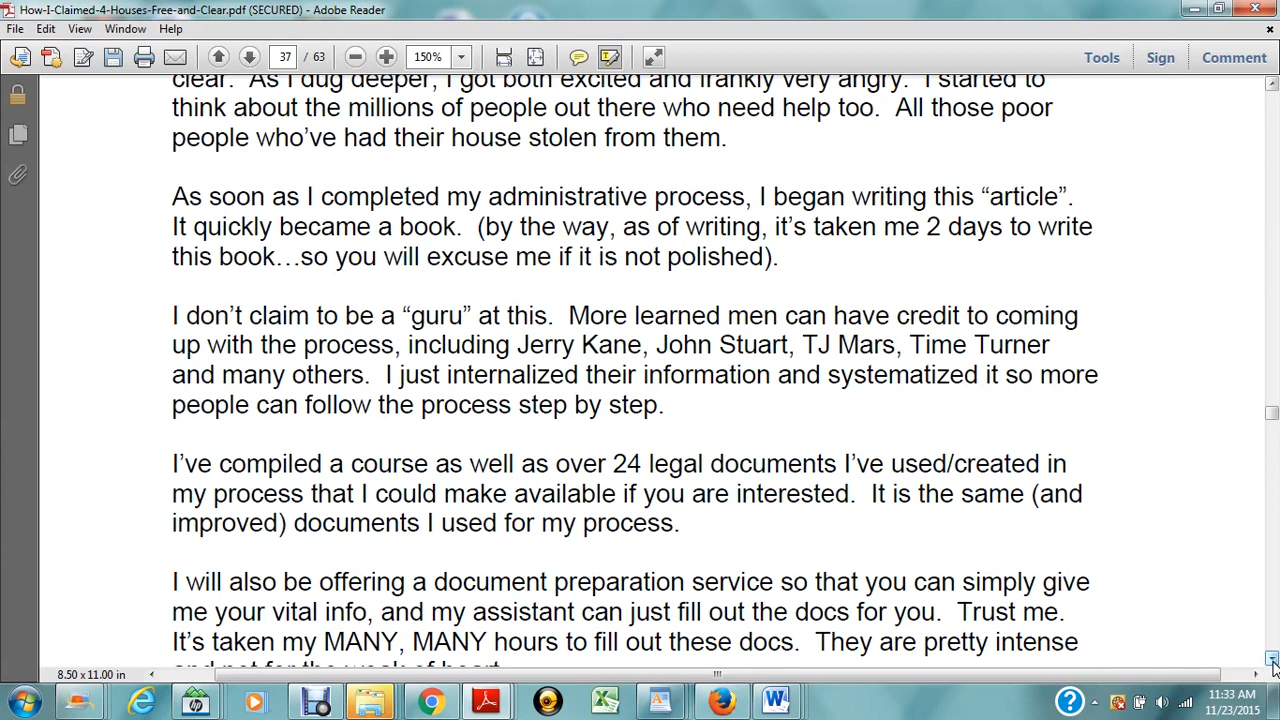 How-I-Claimed-4-Houses-Free-and-Clear.pdf (SECURED) - Adobe Reader
File Edit View Window Help
37 / 63 150% Tools Sign Comment
clear. As I dug deeper, I got both excited and frankly very angry. I started to
think about the millions of people out there who need help too. All those poor
people who’ve had their house stolen from them.
As soon as I completed my administrative process, I began writing this “article”.
It quickly became a book. (by the way, as of writing, it’s taken me 2 days to write
this book…so you will excuse me if it is not polished).
I don’t claim to be a “guru” at this. More learned men can have credit to coming
up with the process, including Jerry Kane, John Stuart, TJ Mars, Time Turner
and many others. I just internalized their information and systematized it so more
people can follow the process step by step.
I’ve compiled a course as well as over 24 legal documents I’ve used/created in
my process that I could make available if you are interested. It is the same (and
improved) documents I used for my process.
I will also be offering a document preparation service so that you can simply give
me your vital info, and my assistant can just fill out the docs for you. Trust me.
It’s taken my MANY, MANY hours to fill out these docs. They are pretty intense
and not for the weak of heart
8.50 x 11.00 in
11:33 AM
11/23/2015